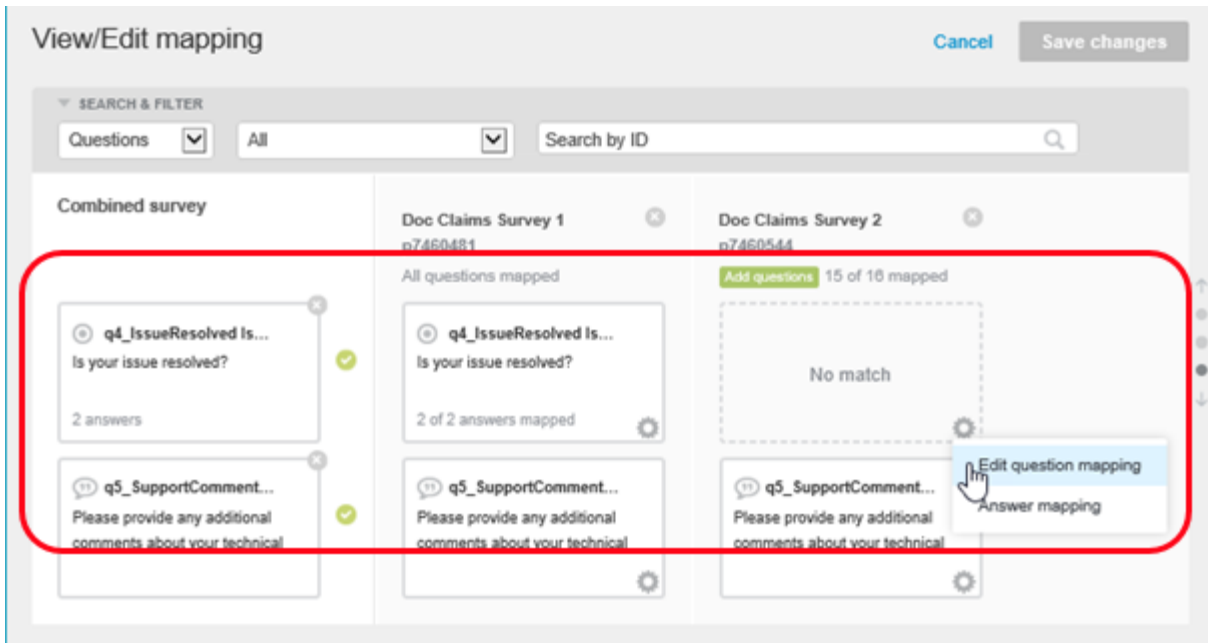 View/Edit mapping
Cancel
Save changes
SEARCH & FILTER
Questions
All
Search by ID
Combined survey
Doc Claims Survey 1
p7460481
All questions mapped
Doc Claims Survey 2
p7460544
Add questions 15 of 16 mapped
q4_IssueResolved Is...
Is your issue resolved?
2 answers
q4_IssueResolved Is...
Is your issue resolved?
2 of 2 answers mapped
No match
Edit question mapping
Answer mapping
q5_SupportComment...
Please provide any additional
comments about your technical
q5_SupportComment...
Please provide any additional
comments about your technical
q5_SupportComment...
Please provide any additional
comments about your technical